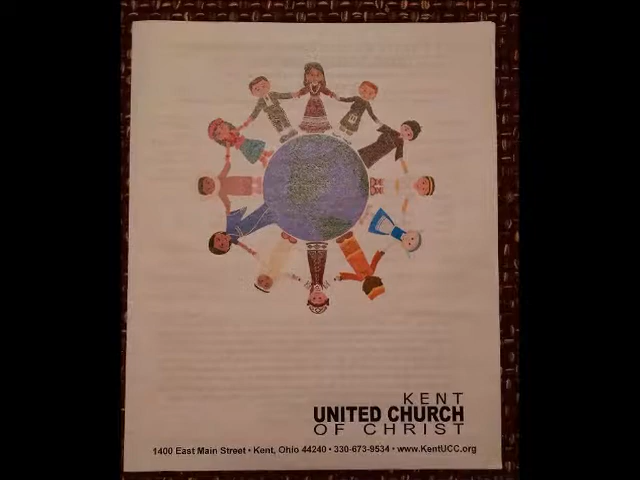 KENT
UNITED CHURCH
OF CHRIST
1400 East Main Street • Kent, Ohio 44240 • 330-673-9534 • www.KentUCC.org